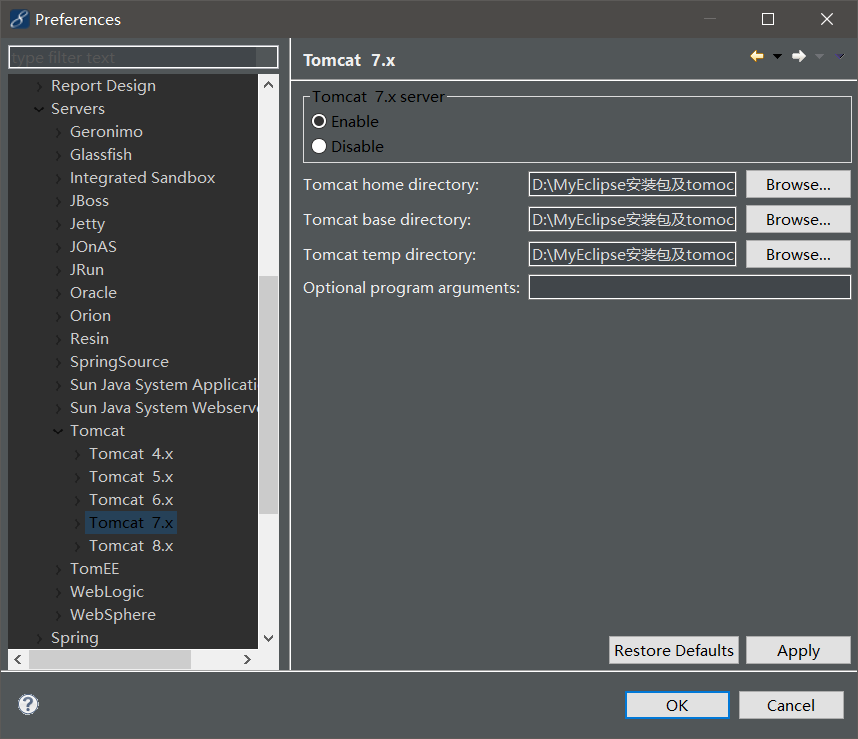 Preferences
type filter text
Report Design
Servers
Geronimo
Glassfish
Integrated Sandbox
JBoss
Jetty
JOnAS
JRun
Oracle
Orion
Resin
SpringSource
Sun Java System Applicati
Sun Java System Webserve
Tomcat
Tomcat 4.x
Tomcat 5.x
Tomcat 6.x
Tomcat 7.x
Tomcat 8.x
TomEE
WebLogic
WebSphere
Spring
Tomcat 7.x
Tomcat 7.x server
Enable
Disable
Tomcat home directory: D:\MyEclipse安装包及tomoc Browse...
Tomcat base directory: D:\MyEclipse安装包及tomoc Browse...
Tomcat temp directory: D:\MyEclipse安装包及tomoc Browse...
Optional program arguments:
Restore Defaults Apply
OK Cancel